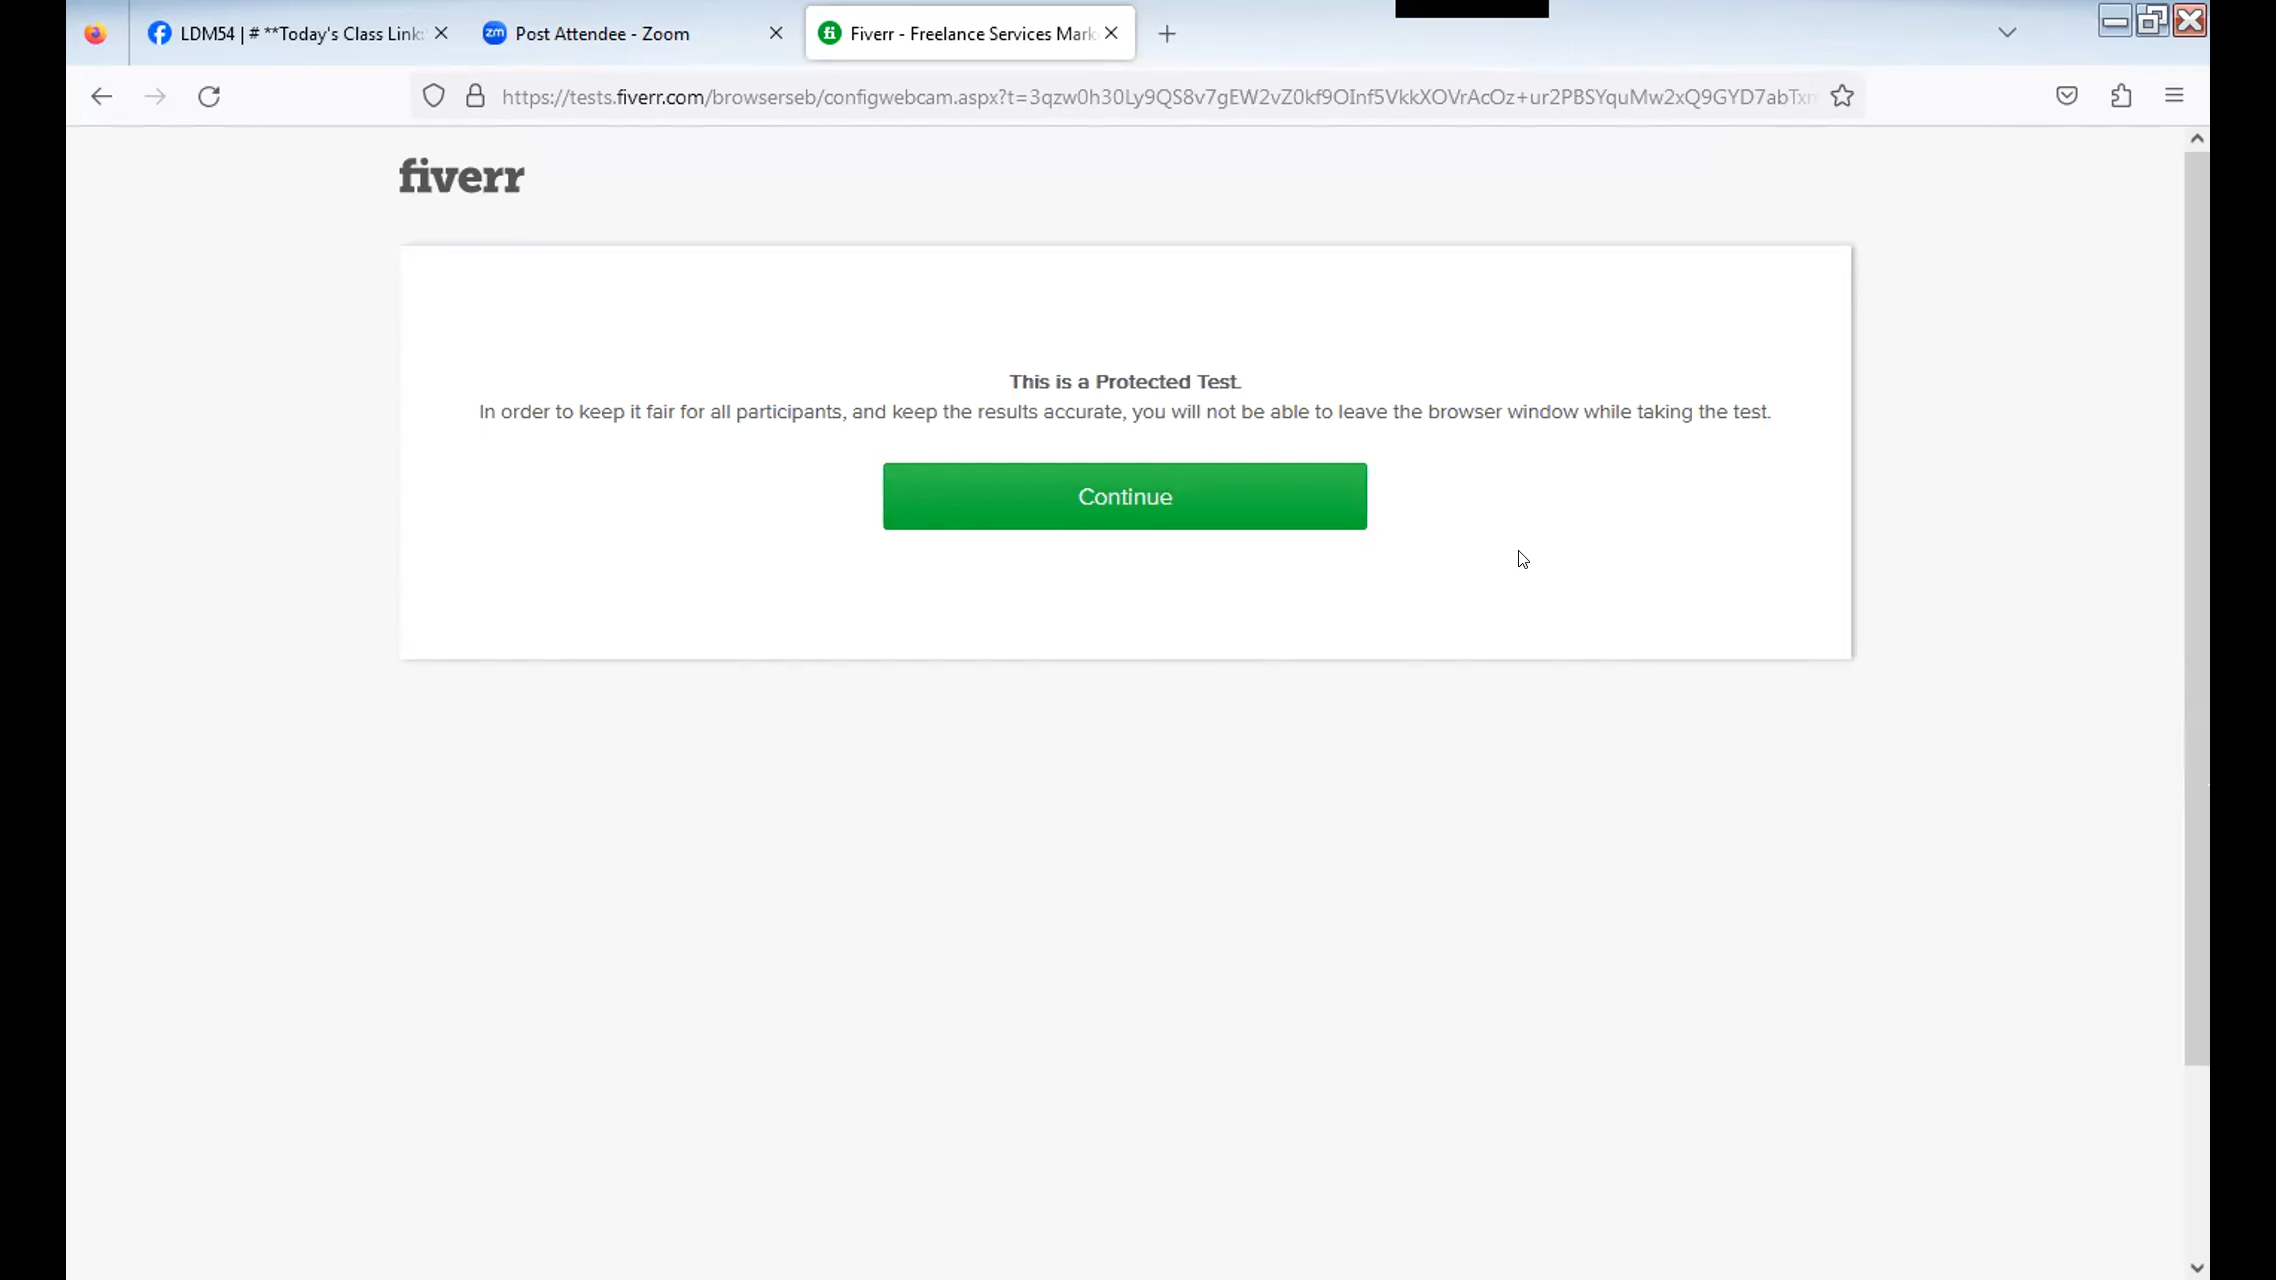 LDM54 | # **Today's Class Link:
Post Attendee - Zoom
Fiverr - Freelance Services Mark
https://tests.fiverr.com/browserseb/configwebcam.aspx?t=3qzw0h30Ly9QS8v7gEW2vZ0kf9OInf5VkkXOVrAcOz+ur2PBSYquMw2xQ9GYD7abTxm
fiverr
This is a Protected Test.
In order to keep it fair for all participants, and keep the results accurate, you will not be able to leave the browser window while taking the test.
Continue